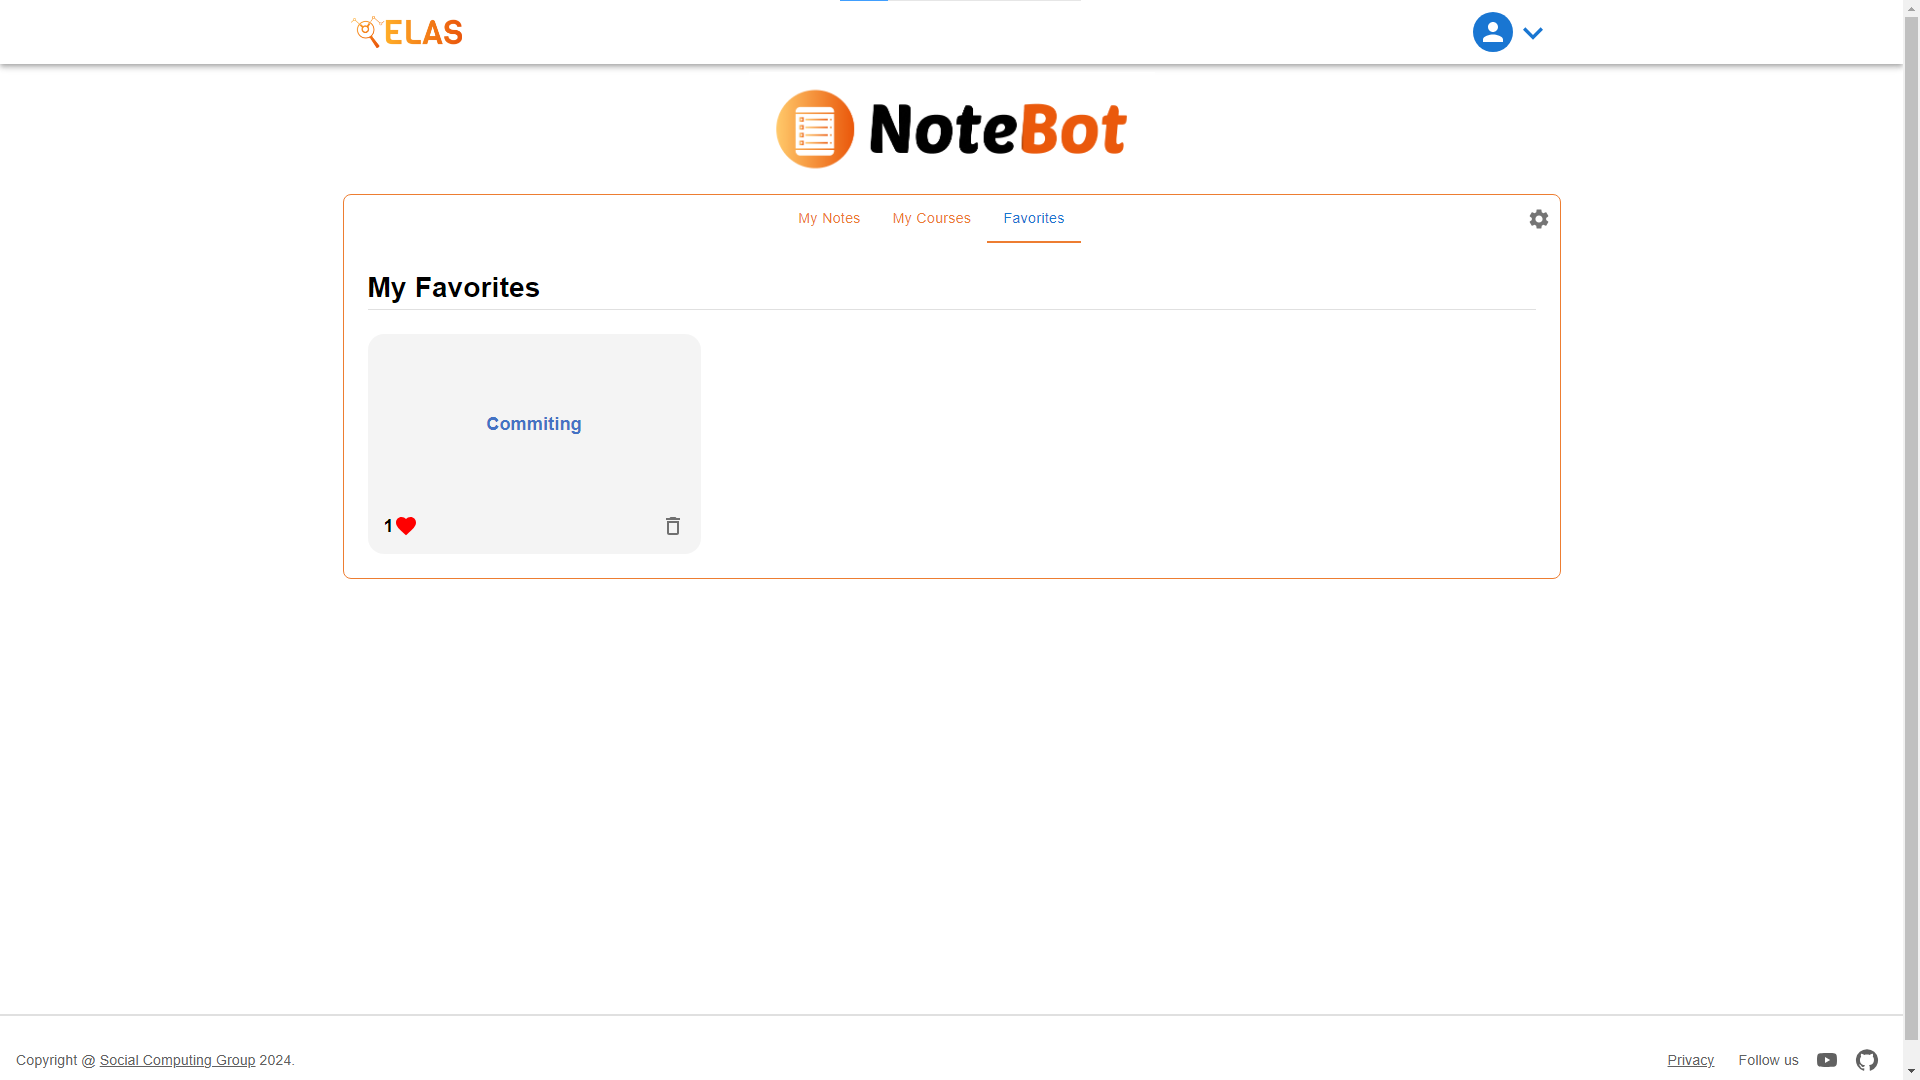 ELAS
NoteBot
My Notes My Courses Favorites
My Favorites
Commiting
1
Copyright @ Social Computing Group 2024. Privacy Follow us